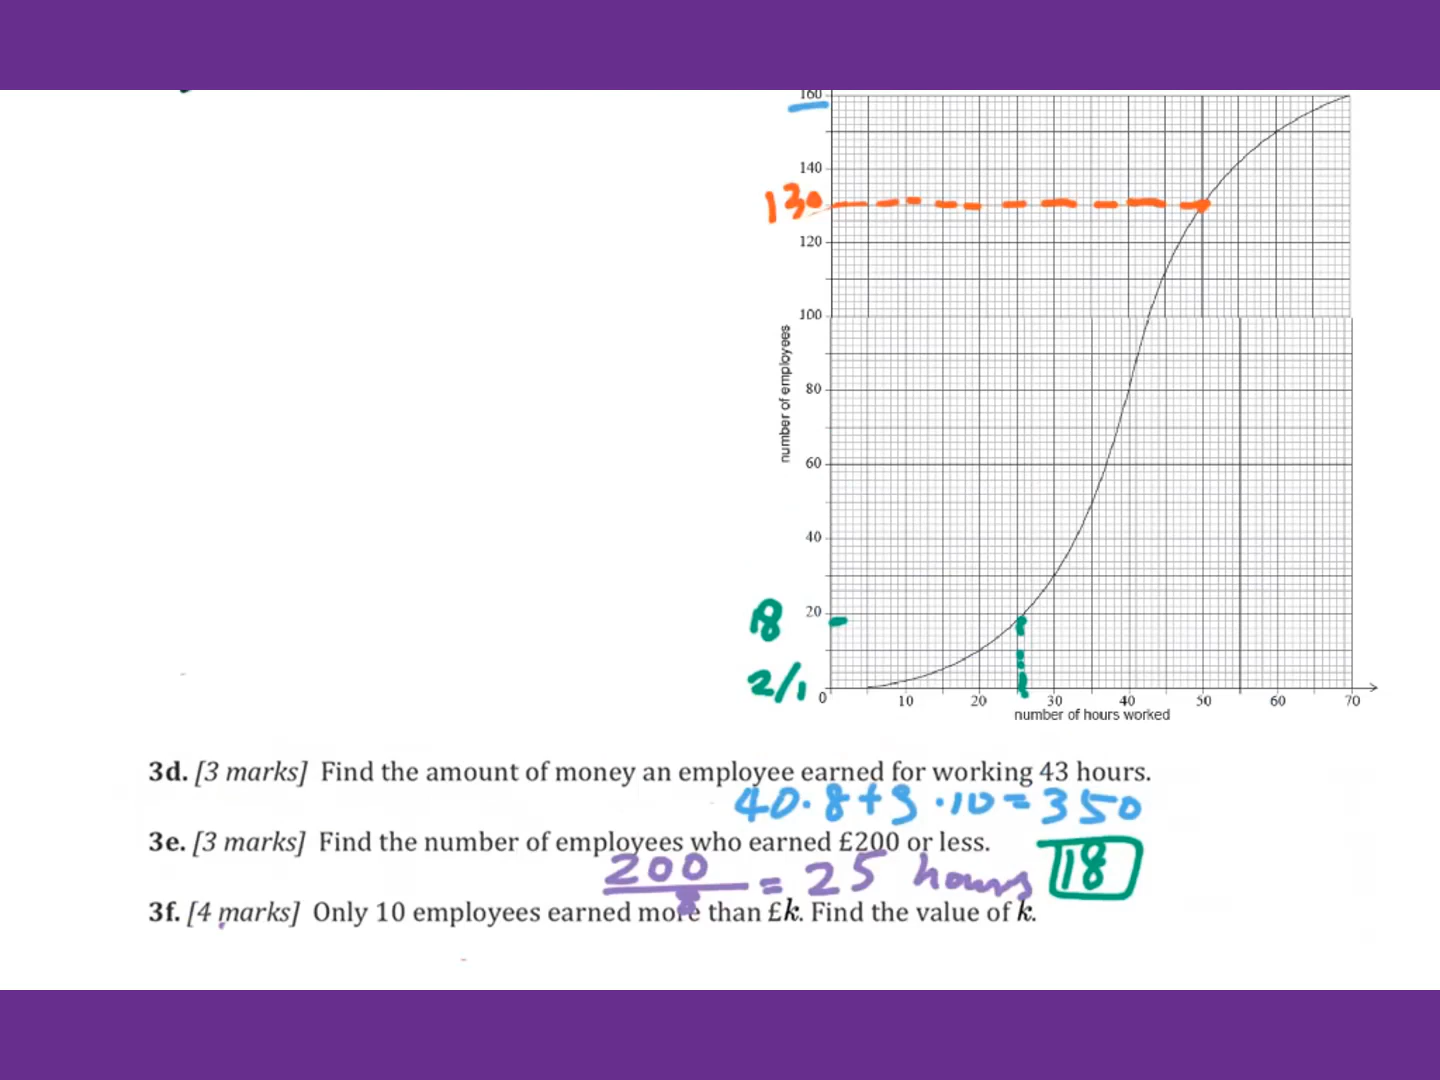 160
140
130
120
100
80
60
40
20
18
2/1
0 10 20 30 40 50 60 70
number of employees
number of hours worked
3d. [3 marks] Find the amount of money an employee earned for working 43 hours.
40·8+3·10=350
3e. [3 marks] Find the number of employees who earned £200 or less.
200/8 = 25 hours 18
3f. [4 marks] Only 10 employees earned more than £k. Find the value of k.